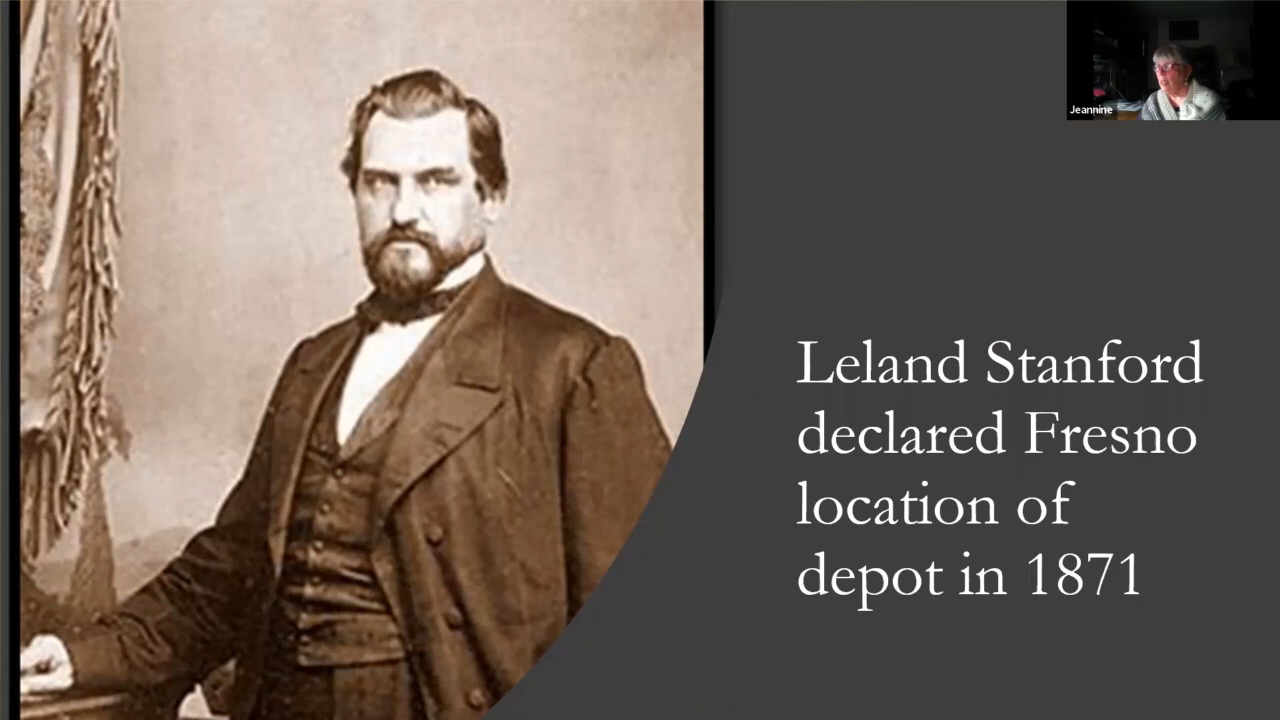 Jeannine
Leland Stanford
declared Fresno
location of
depot in 1871